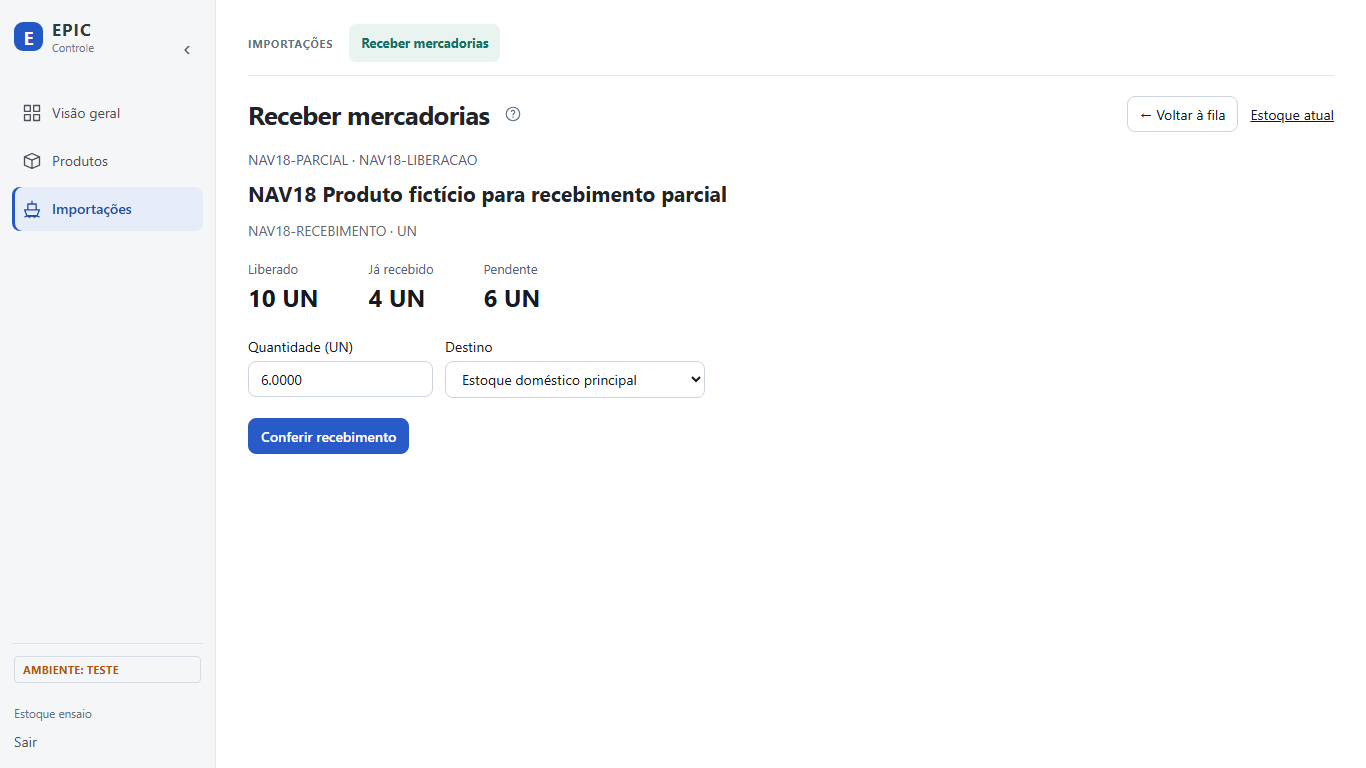 E
EPIC
Controle
Visão geral
Produtos
Importações
AMBIENTE: TESTE
Estoque ensaio
Sair
IMPORTAÇÕES
Receber mercadorias
Receber mercadorias ?
← Voltar à fila
Estoque atual
NAV18-PARCIAL · NAV18-LIBERACAO
NAV18 Produto fictício para recebimento parcial
NAV18-RECEBIMENTO · UN
Liberado Já recebido Pendente
10 UN 4 UN 6 UN
Quantidade (UN) Destino
6.0000 Estoque doméstico principal
Conferir recebimento